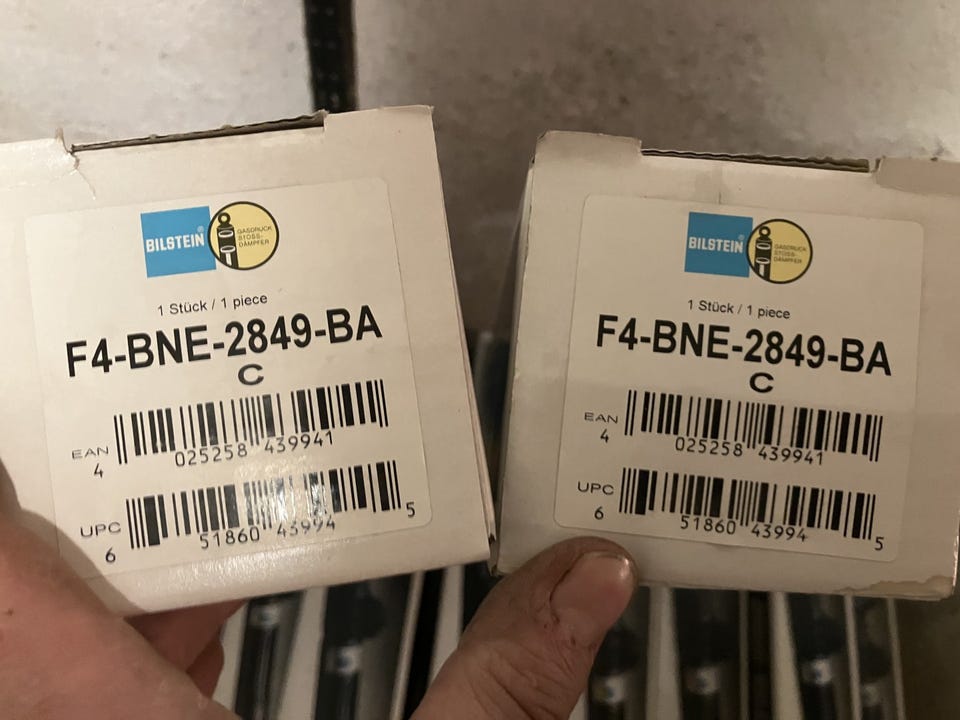 BILSTEIN®
GASDRUCK
STOSS-
DÄMPFER
1 Stück / 1 piece
F4-BNE-2849-BA
C
EAN
4 025258 439941
UPC
6 51860 43994 5
BILSTEIN®
GASDRUCK
STOSS-
DÄMPFER
1 Stück / 1 piece
F4-BNE-2849-BA
C
EAN
4 025258 439941
UPC
6 51860 43994 5